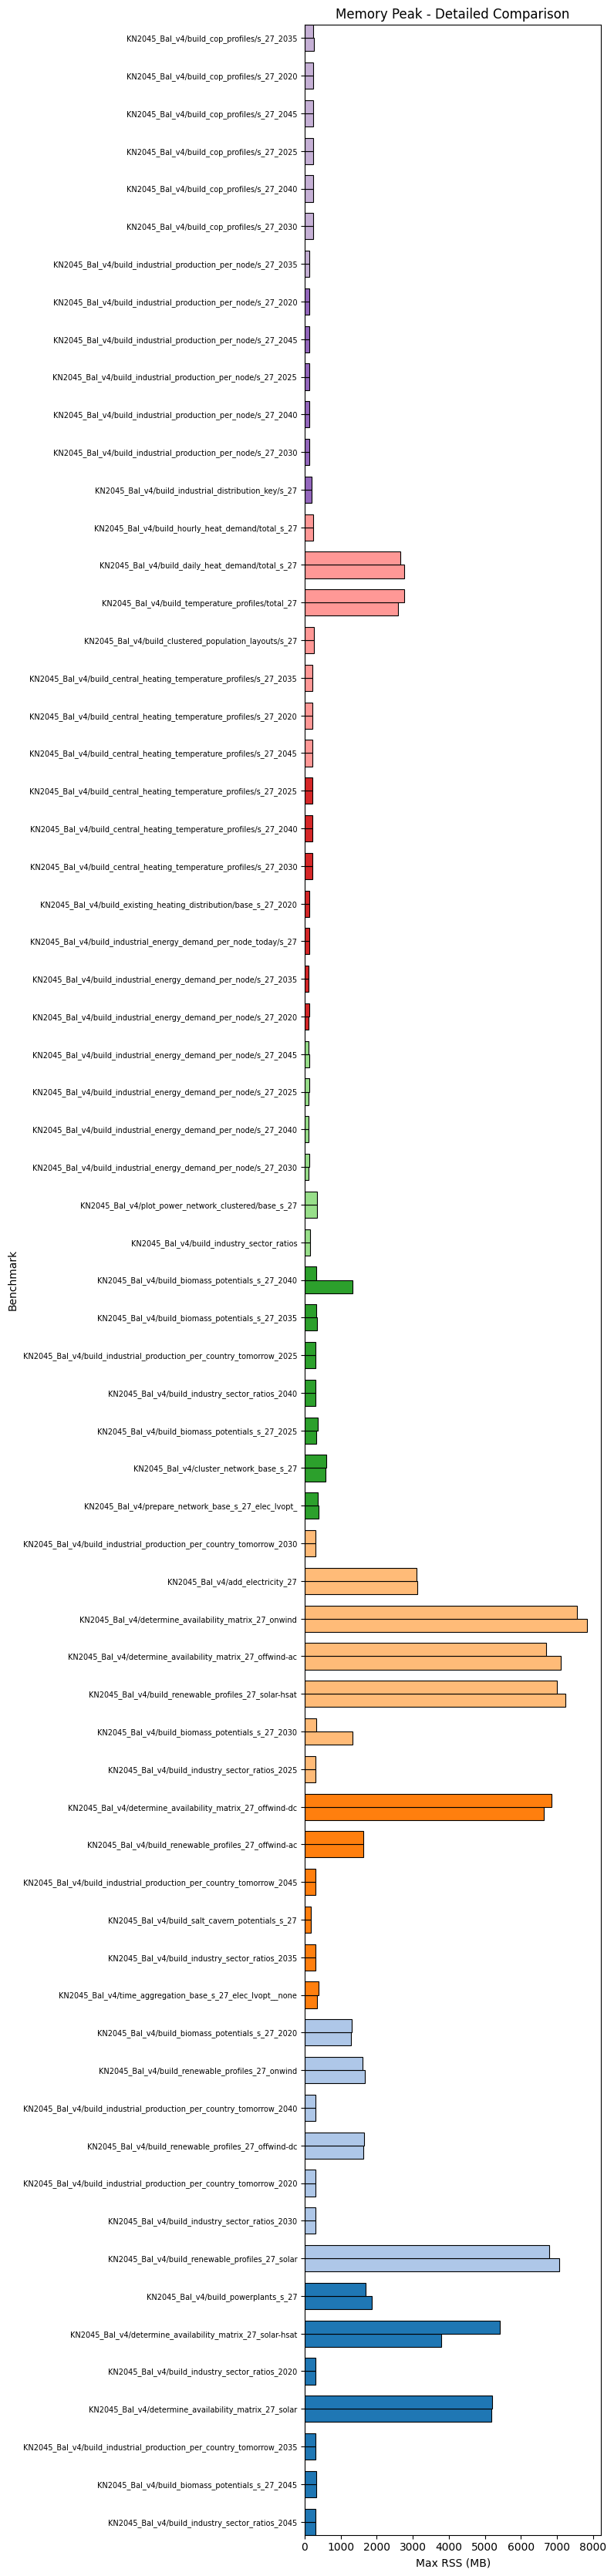 Memory Peak - Detailed Comparison
KN2045_Bal_v4/build_cop_profiles/s_27_2035
KN2045_Bal_v4/build_cop_profiles/s_27_2020
KN2045_Bal_v4/build_cop_profiles/s_27_2045
KN2045_Bal_v4/build_cop_profiles/s_27_2025
KN2045_Bal_v4/build_cop_profiles/s_27_2040
KN2045_Bal_v4/build_cop_profiles/s_27_2030
KN2045_Bal_v4/build_industrial_production_per_node/s_27_2035
KN2045_Bal_v4/build_industrial_production_per_node/s_27_2020
KN2045_Bal_v4/build_industrial_production_per_node/s_27_2045
KN2045_Bal_v4/build_industrial_production_per_node/s_27_2025
KN2045_Bal_v4/build_industrial_production_per_node/s_27_2040
KN2045_Bal_v4/build_industrial_production_per_node/s_27_2030
KN2045_Bal_v4/build_industrial_distribution_key/s_27
KN2045_Bal_v4/build_hourly_heat_demand/total_s_27
KN2045_Bal_v4/build_daily_heat_demand/total_s_27
KN2045_Bal_v4/build_temperature_profiles/total_27
KN2045_Bal_v4/build_clustered_population_layouts/s_27
KN2045_Bal_v4/build_central_heating_temperature_profiles/s_27_2035
KN2045_Bal_v4/build_central_heating_temperature_profiles/s_27_2020
KN2045_Bal_v4/build_central_heating_temperature_profiles/s_27_2045
KN2045_Bal_v4/build_central_heating_temperature_profiles/s_27_2025
KN2045_Bal_v4/build_central_heating_temperature_profiles/s_27_2040
KN2045_Bal_v4/build_central_heating_temperature_profiles/s_27_2030
KN2045_Bal_v4/build_existing_heating_distribution/base_s_27_2020
KN2045_Bal_v4/build_industrial_energy_demand_per_node_today/s_27
KN2045_Bal_v4/build_industrial_energy_demand_per_node/s_27_2035
KN2045_Bal_v4/build_industrial_energy_demand_per_node/s_27_2020
KN2045_Bal_v4/build_industrial_energy_demand_per_node/s_27_2045
KN2045_Bal_v4/build_industrial_energy_demand_per_node/s_27_2025
KN2045_Bal_v4/build_industrial_energy_demand_per_node/s_27_2040
KN2045_Bal_v4/build_industrial_energy_demand_per_node/s_27_2030
KN2045_Bal_v4/plot_power_network_clustered/base_s_27
KN2045_Bal_v4/build_industry_sector_ratios
KN2045_Bal_v4/build_biomass_potentials_s_27_2040
KN2045_Bal_v4/build_biomass_potentials_s_27_2035
KN2045_Bal_v4/build_industrial_production_per_country_tomorrow_2025
KN2045_Bal_v4/build_industry_sector_ratios_2040
KN2045_Bal_v4/build_biomass_potentials_s_27_2025
KN2045_Bal_v4/cluster_network_base_s_27
KN2045_Bal_v4/prepare_network_base_s_27_elec_lvopt_
KN2045_Bal_v4/build_industrial_production_per_country_tomorrow_2030
KN2045_Bal_v4/add_electricity_27
KN2045_Bal_v4/determine_availability_matrix_27_onwind
KN2045_Bal_v4/determine_availability_matrix_27_offwind-ac
KN2045_Bal_v4/build_renewable_profiles_27_solar-hsat
KN2045_Bal_v4/build_biomass_potentials_s_27_2030
KN2045_Bal_v4/build_industry_sector_ratios_2025
KN2045_Bal_v4/determine_availability_matrix_27_offwind-dc
KN2045_Bal_v4/build_renewable_profiles_27_offwind-ac
KN2045_Bal_v4/build_industrial_production_per_country_tomorrow_2045
KN2045_Bal_v4/build_salt_cavern_potentials_s_27
KN2045_Bal_v4/build_industry_sector_ratios_2035
KN2045_Bal_v4/time_aggregation_base_s_27_elec_lvopt__none
KN2045_Bal_v4/build_biomass_potentials_s_27_2020
KN2045_Bal_v4/build_renewable_profiles_27_onwind
KN2045_Bal_v4/build_industrial_production_per_country_tomorrow_2040
KN2045_Bal_v4/build_renewable_profiles_27_offwind-dc
KN2045_Bal_v4/build_industrial_production_per_country_tomorrow_2020
KN2045_Bal_v4/build_industry_sector_ratios_2030
KN2045_Bal_v4/build_renewable_profiles_27_solar
KN2045_Bal_v4/build_powerplants_s_27
KN2045_Bal_v4/determine_availability_matrix_27_solar-hsat
KN2045_Bal_v4/build_industry_sector_ratios_2020
KN2045_Bal_v4/determine_availability_matrix_27_solar
KN2045_Bal_v4/build_industrial_production_per_country_tomorrow_2035
KN2045_Bal_v4/build_biomass_potentials_s_27_2045
KN2045_Bal_v4/build_industry_sector_ratios_2045
Benchmark
0 1000 2000 3000 4000 5000 6000 7000 8000
Max RSS (MB)